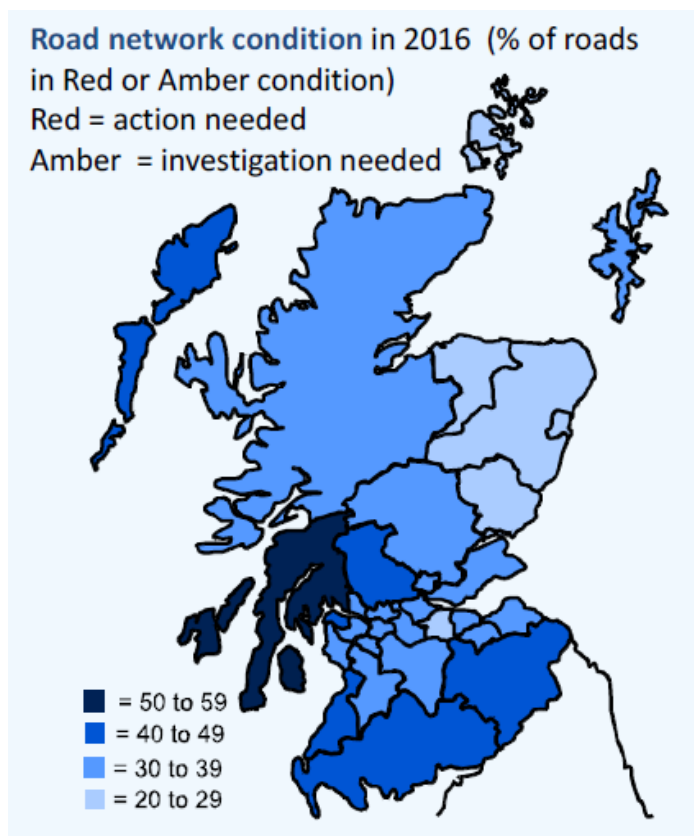 Road network condition in 2016 (% of roads
in Red or Amber condition)
Red = action needed
Amber = investigation needed
= 50 to 59
= 40 to 49
= 30 to 39
= 20 to 29